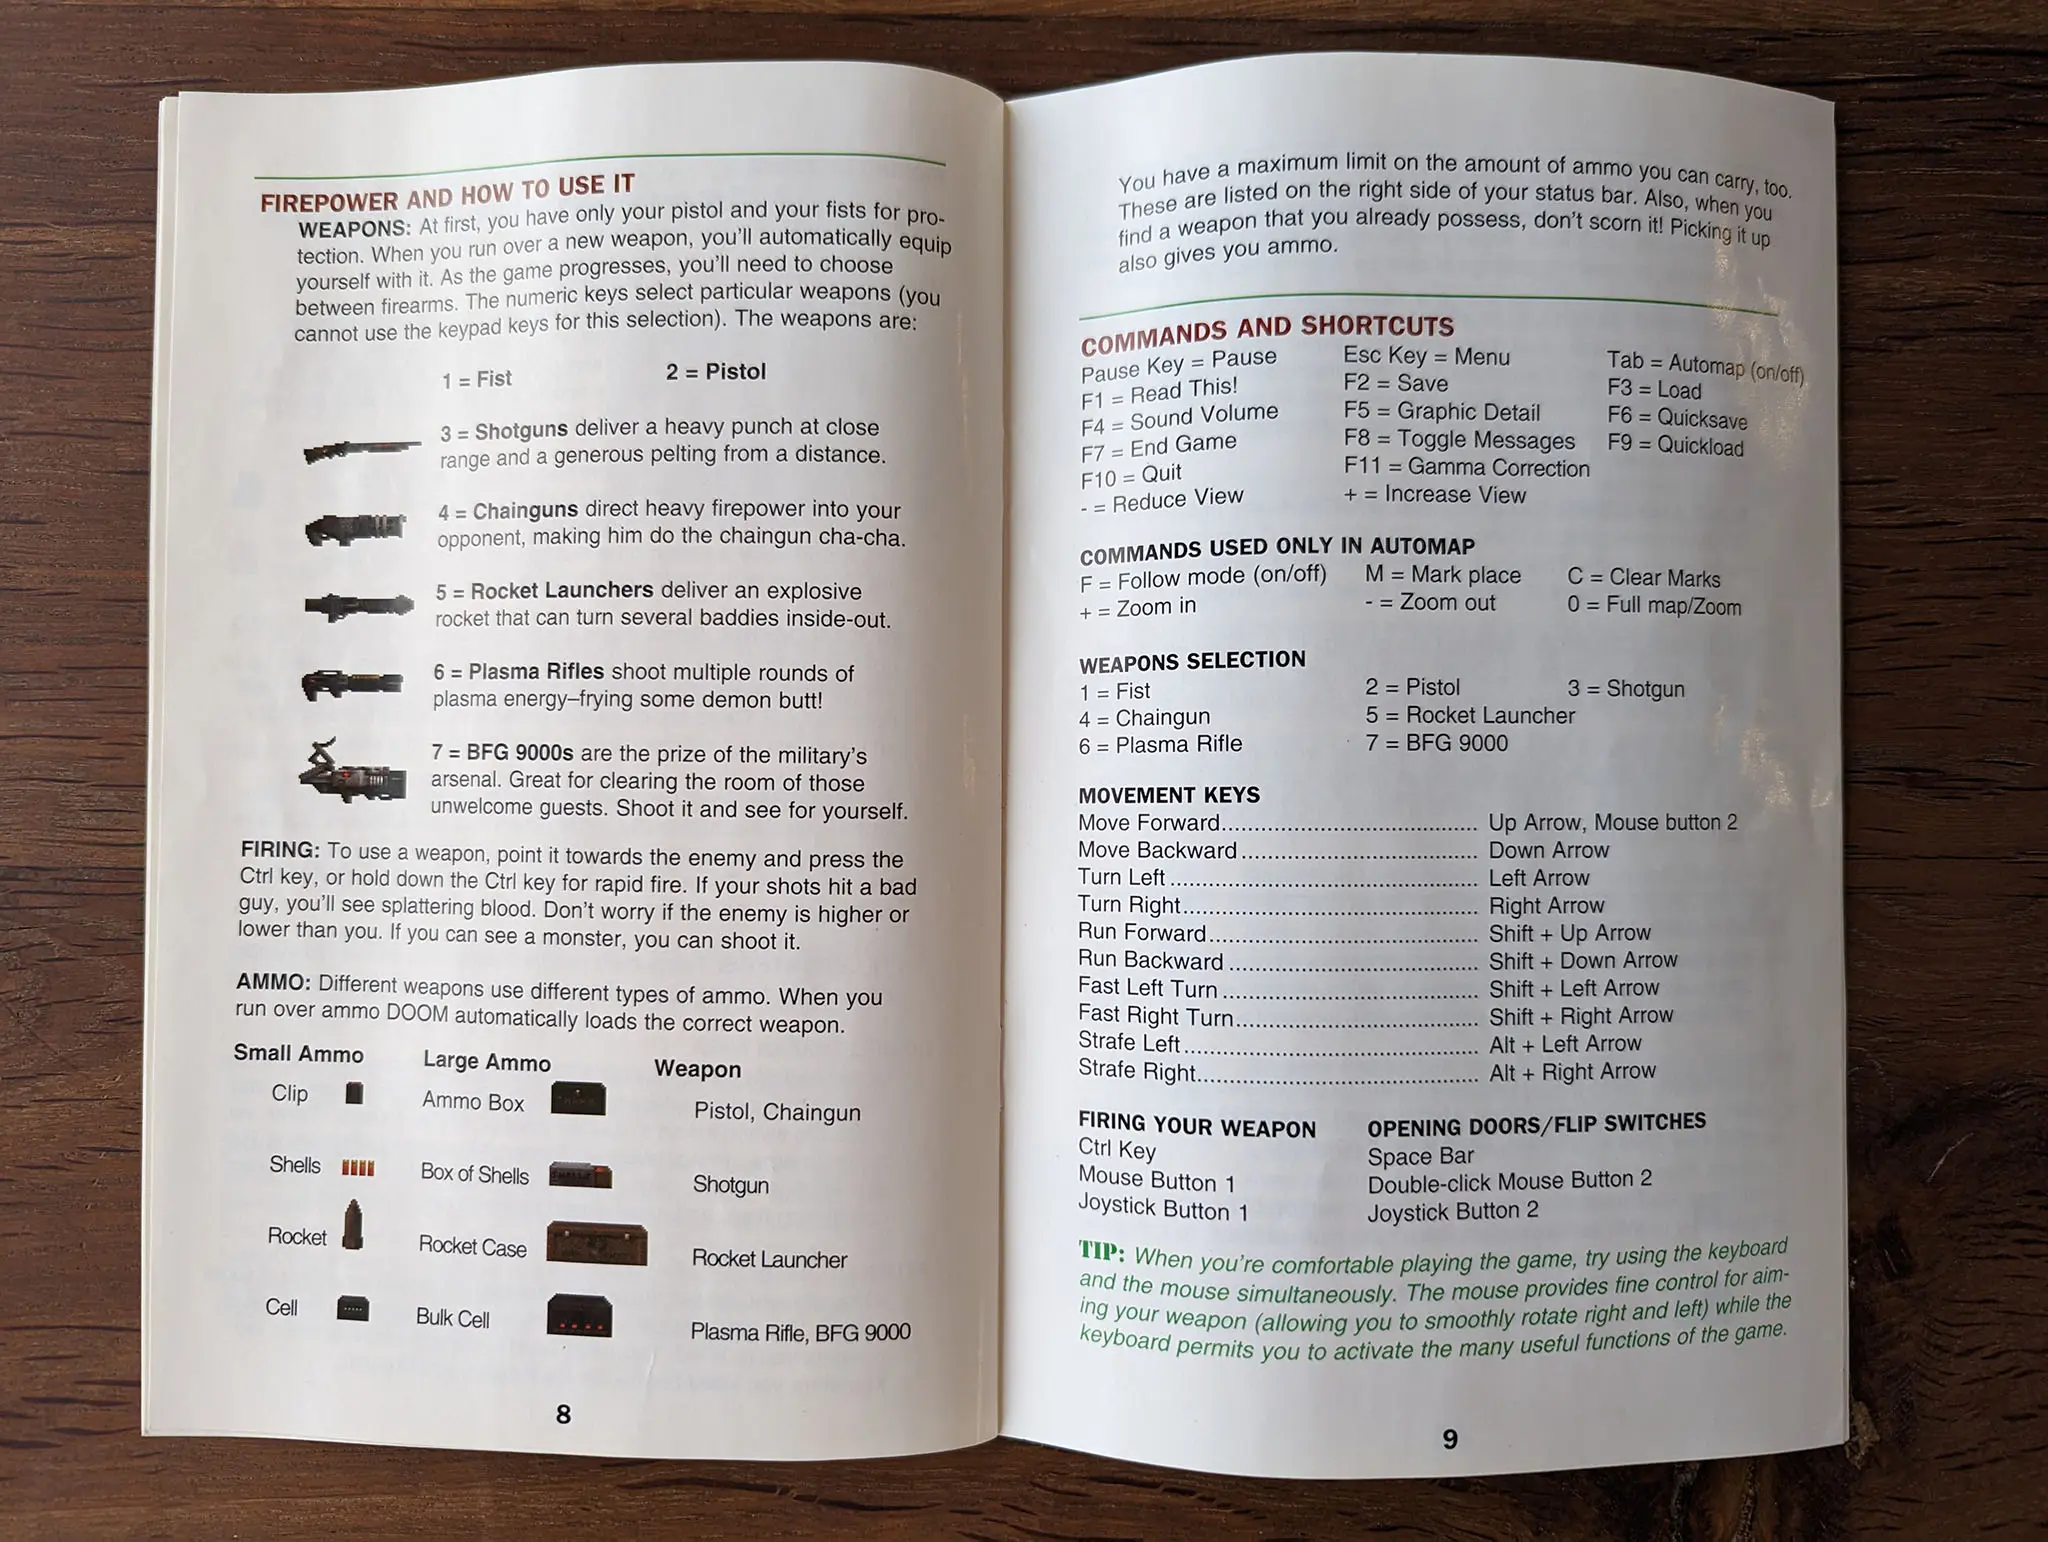 FIREPOWER AND HOW TO USE IT
WEAPONS: At first, you have only your pistol and your fists for pro-
tection. When you run over a new weapon, you'll automatically equip
yourself with it. As the game progresses, you'll need to choose
between firearms. The numeric keys select particular weapons (you
cannot use the keypad keys for this selection). The weapons are:
1 = Fist 2 = Pistol
3 = Shotguns deliver a heavy punch at close
range and a generous pelting from a distance.
4 = Chainguns direct heavy firepower into your
opponent, making him do the chaingun cha-cha.
5 = Rocket Launchers deliver an explosive
rocket that can turn several baddies inside-out.
6 = Plasma Rifles shoot multiple rounds of
plasma energy–frying some demon butt!
7 = BFG 9000s are the prize of the military's
arsenal. Great for clearing the room of those
unwelcome guests. Shoot it and see for yourself.
FIRING: To use a weapon, point it towards the enemy and press the
Ctrl key, or hold down the Ctrl key for rapid fire. If your shots hit a bad
guy, you'll see splattering blood. Don't worry if the enemy is higher or
lower than you. If you can see a monster, you can shoot it.
AMMO: Different weapons use different types of ammo. When you
run over ammo DOOM automatically loads the correct weapon.
Small Ammo Large Ammo Weapon
Clip Ammo Box Pistol, Chaingun
Shells Box of Shells Shotgun
Rocket Rocket Case Rocket Launcher
Cell Bulk Cell Plasma Rifle, BFG 9000
8
You have a maximum limit on the amount of ammo you can carry, too.
These are listed on the right side of your status bar. Also, when you
find a weapon that you already possess, don't scorn it! Picking it up
also gives you ammo.
COMMANDS AND SHORTCUTS
Pause Key = Pause Esc Key = Menu Tab = Automap (on/off)
F1 = Read This! F2 = Save F3 = Load
F4 = Sound Volume F5 = Graphic Detail F6 = Quicksave
F7 = End Game F8 = Toggle Messages F9 = Quickload
F10 = Quit F11 = Gamma Correction
- = Reduce View + = Increase View
COMMANDS USED ONLY IN AUTOMAP
F = Follow mode (on/off) M = Mark place C = Clear Marks
+ = Zoom in - = Zoom out 0 = Full map/Zoom
WEAPONS SELECTION
1 = Fist 2 = Pistol 3 = Shotgun
4 = Chaingun 5 = Rocket Launcher
6 = Plasma Rifle 7 = BFG 9000
MOVEMENT KEYS
Move Forward....................................... Up Arrow, Mouse button 2
Move Backward.................................... Down Arrow
Turn Left............................................... Left Arrow
Turn Right............................................. Right Arrow
Run Forward......................................... Shift + Up Arrow
Run Backward...................................... Shift + Down Arrow
Fast Left Turn....................................... Shift + Left Arrow
Fast Right Turn..................................... Shift + Right Arrow
Strafe Left............................................. Alt + Left Arrow
Strafe Right........................................... Alt + Right Arrow
FIRING YOUR WEAPON OPENING DOORS/FLIP SWITCHES
Ctrl Key Space Bar
Mouse Button 1 Double-click Mouse Button 2
Joystick Button 1 Joystick Button 2
TIP: When you're comfortable playing the game, try using the keyboard
and the mouse simultaneously. The mouse provides fine control for aim-
ing your weapon (allowing you to smoothly rotate right and left) while the
keyboard permits you to activate the many useful functions of the game.
9